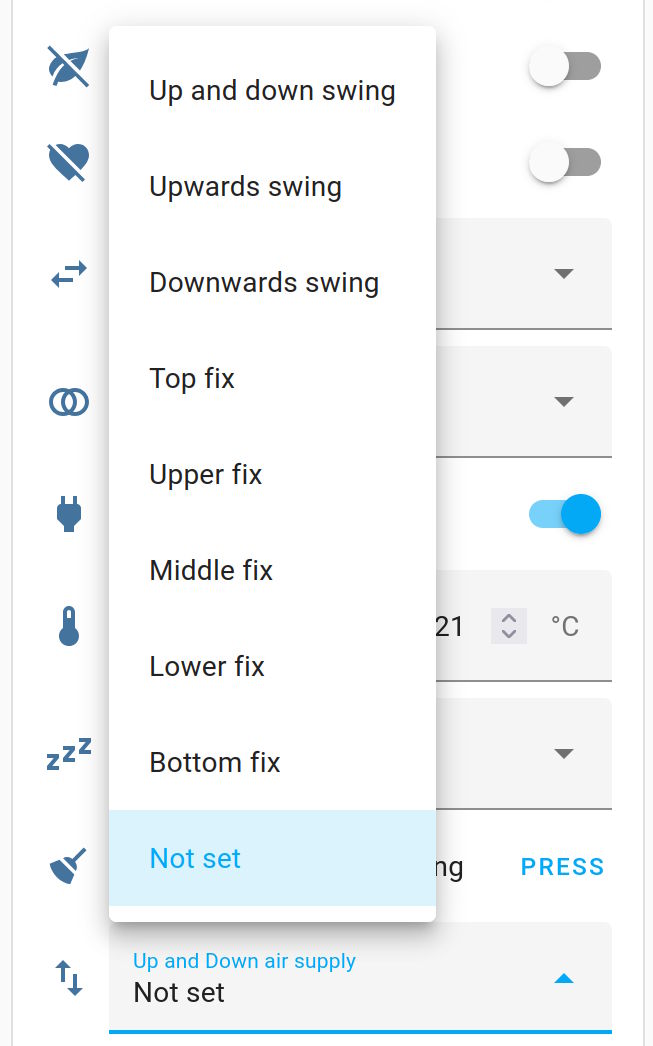 Up and down swing
Upwards swing
Downwards swing
Top fix
Upper fix
Middle fix
21 °C
Lower fix
Bottom fix
Not set
ng PRESS
Up and Down air supply
Not set